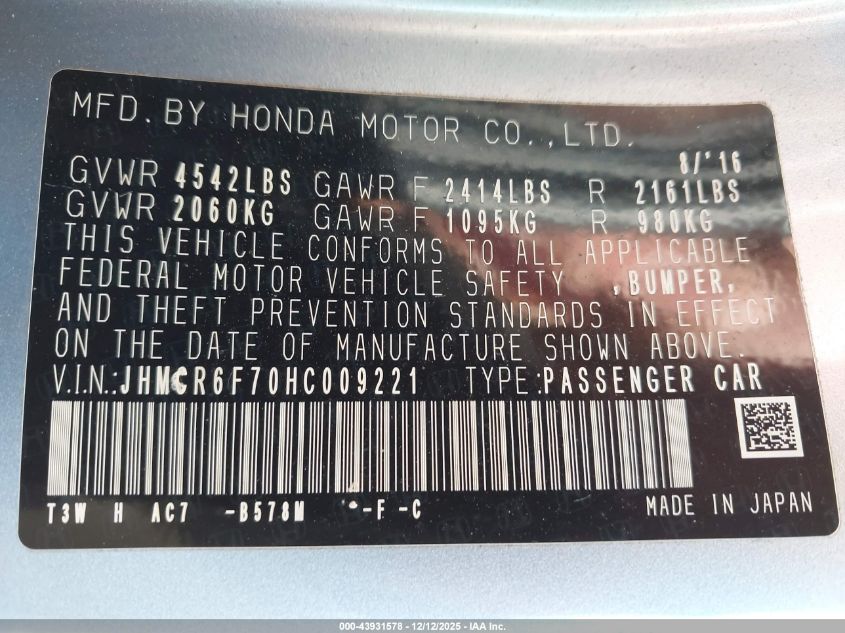 MFD. BY HONDA MOTOR CO., LTD.
8/'16
GVWR 4542LBS GAWR F 2414LBS R 2161LBS
GVWR 2060KG GAWR F 1095KG R 980KG
THIS VEHICLE CONFORMS TO ALL APPLICABLE
FEDERAL MOTOR VEHICLE SAFETY ,BUMPER,
AND THEFT PREVENTION STANDARDS IN EFFECT
ON THE DATE OF MANUFACTURE SHOWN ABOVE.
V.I.N.:JHMCR6F70HC009221 TYPE:PASSENGER CAR
T3W H AC7 -B578M *-F -C
MADE IN JAPAN
000-43931578 - 12/12/2025 - IAA Inc.